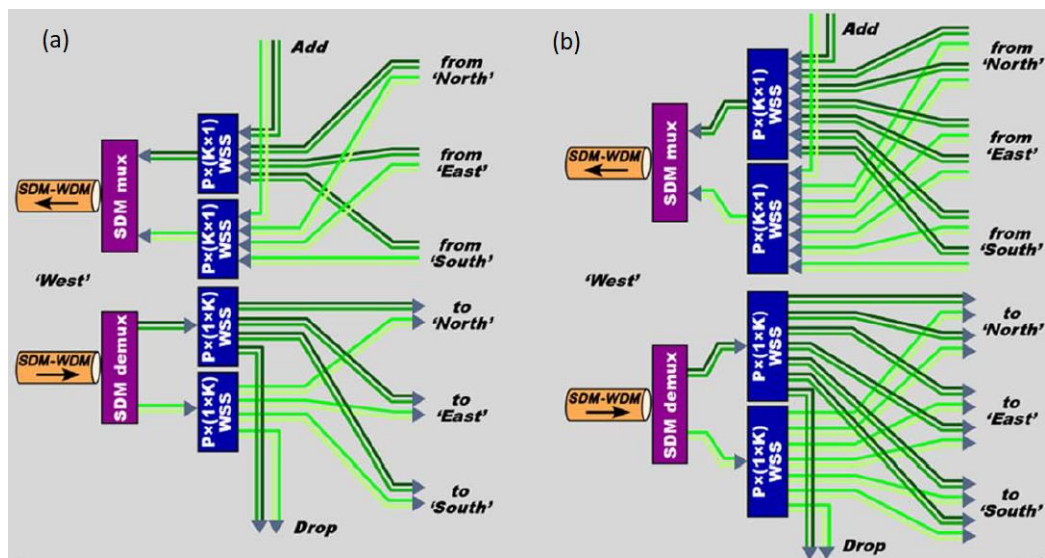 (a)
Add
from
'North'
P×(K×1)
WSS
SDM mux
SDM-WDM
from
'East'
P×(K×1)
WSS
from
'South'
'West'
P×(1×K)
WSS
to
'North'
SDM demux
SDM-WDM
P×(1×K)
WSS
to
'East'
to
'South'
Drop
(b)
Add
from
'North'
P×(K×1)
WSS
SDM mux
SDM-WDM
from
'East'
P×(K×1)
WSS
from
'South'
'West'
P×(1×K)
WSS
to
'North'
SDM demux
SDM-WDM
to
'East'
P×(1×K)
WSS
to
'South'
Drop